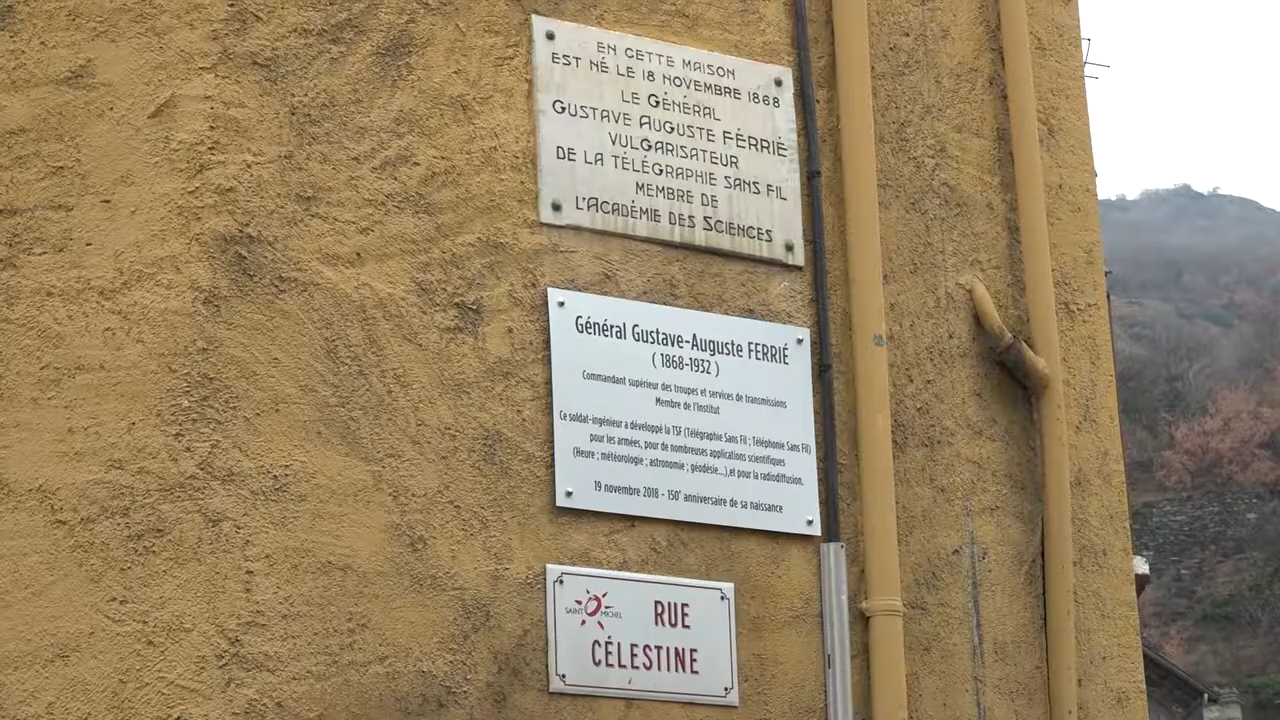 EN CETTE MAISON
EST NÉ LE 18 NOVEMBRE 1868
LE GÉNÉRAL
GUSTAVE AUGUSTE FERRIÉ
VULGARISATEUR
DE LA TÉLÉGRAPHIE SANS FIL
MEMBRE DE
L'ACADÉMIE DES SCIENCES
Général Gustave-Auguste FERRIÉ
( 1868-1932 )
Commandant supérieur des troupes et services de transmissions
Membre de l'Institut
Ce soldat-ingénieur a développé la TSF (Télégraphie Sans Fil ; Téléphonie Sans Fil)
pour les armées, pour de nombreuses applications scientifiques
(Heure ; météorologie ; astronomie ; géodésie...),et pour la radiodiffusion.
19 novembre 2018 - 150e anniversaire de sa naissance
SAINT MICHEL
RUE
CÉLESTINE